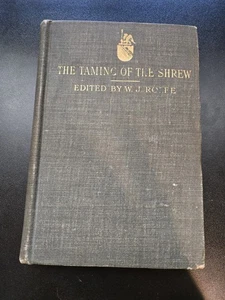 THE TAMING OF THE SHREW
EDITED BY W. J. ROLFE